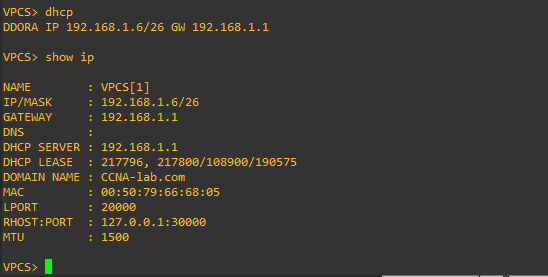 VPCS> dhcp
DDORA IP 192.168.1.6/26 GW 192.168.1.1
VPCS> show ip
NAME        : VPCS[1]
IP/MASK     : 192.168.1.6/26
GATEWAY     : 192.168.1.1
DNS         :
DHCP SERVER : 192.168.1.1
DHCP LEASE  : 217796, 217800/108900/190575
DOMAIN NAME : CCNA-lab.com
MAC         : 00:50:79:66:68:05
LPORT       : 20000
RHOST:PORT  : 127.0.0.1:30000
MTU         : 1500
VPCS>